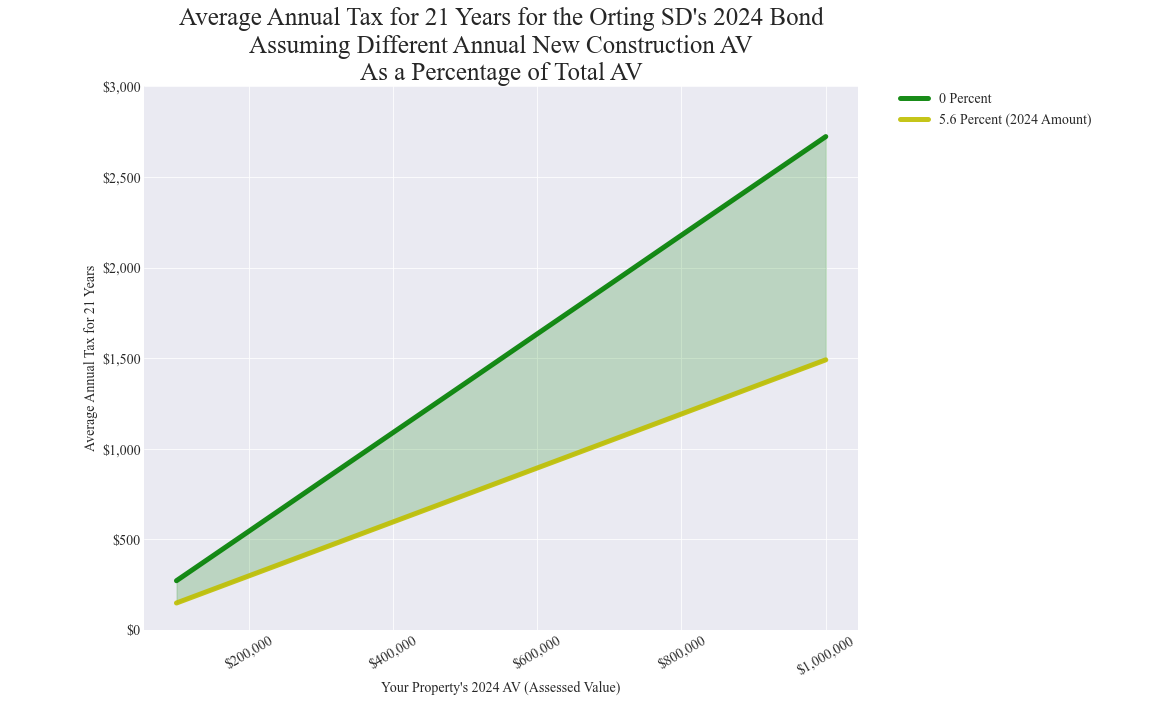 Average Annual Tax for 21 Years for the Orting SD's 2024 Bond
Assuming Different Annual New Construction AV
As a Percentage of Total AV
0 Percent
5.6 Percent (2024 Amount)
Average Annual Tax for 21 Years
$3,000
$2,500
$2,000
$1,500
$1,000
$500
$0
$200,000
$400,000
$600,000
$800,000
$1,000,000
Your Property's 2024 AV (Assessed Value)